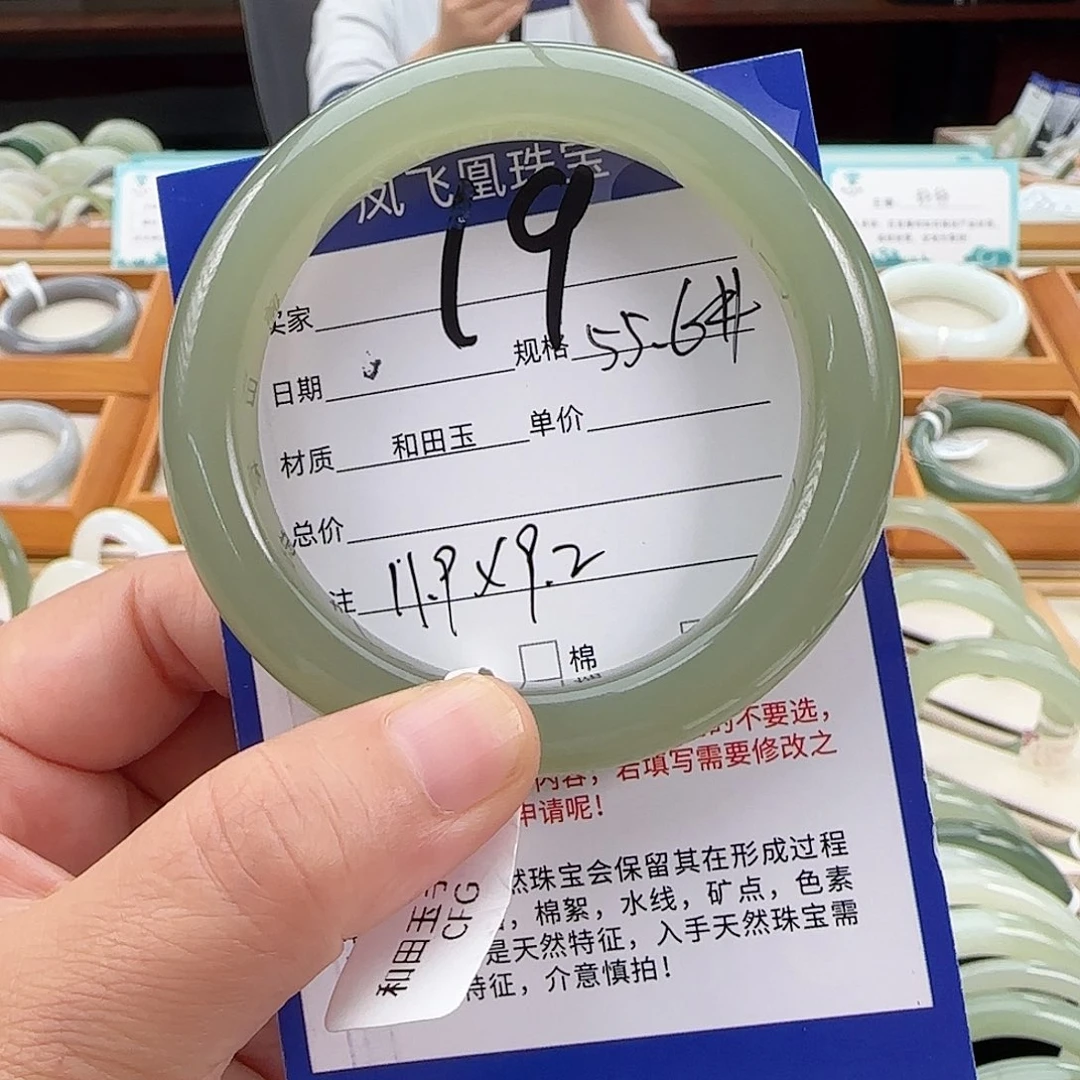 凤飞凰珠宝
19
买家
日期 规格 55.6#
材质 和田玉 单价
总价
注 11.9×9.2
棉
的不要选，
内容，若填写需要修改之
申请呢！
然珠宝会保留其在形成过程
，棉絮，水线，矿点，色素
是天然特征，入手天然珠宝需
特征，介意慎拍！
和田玉
CFG